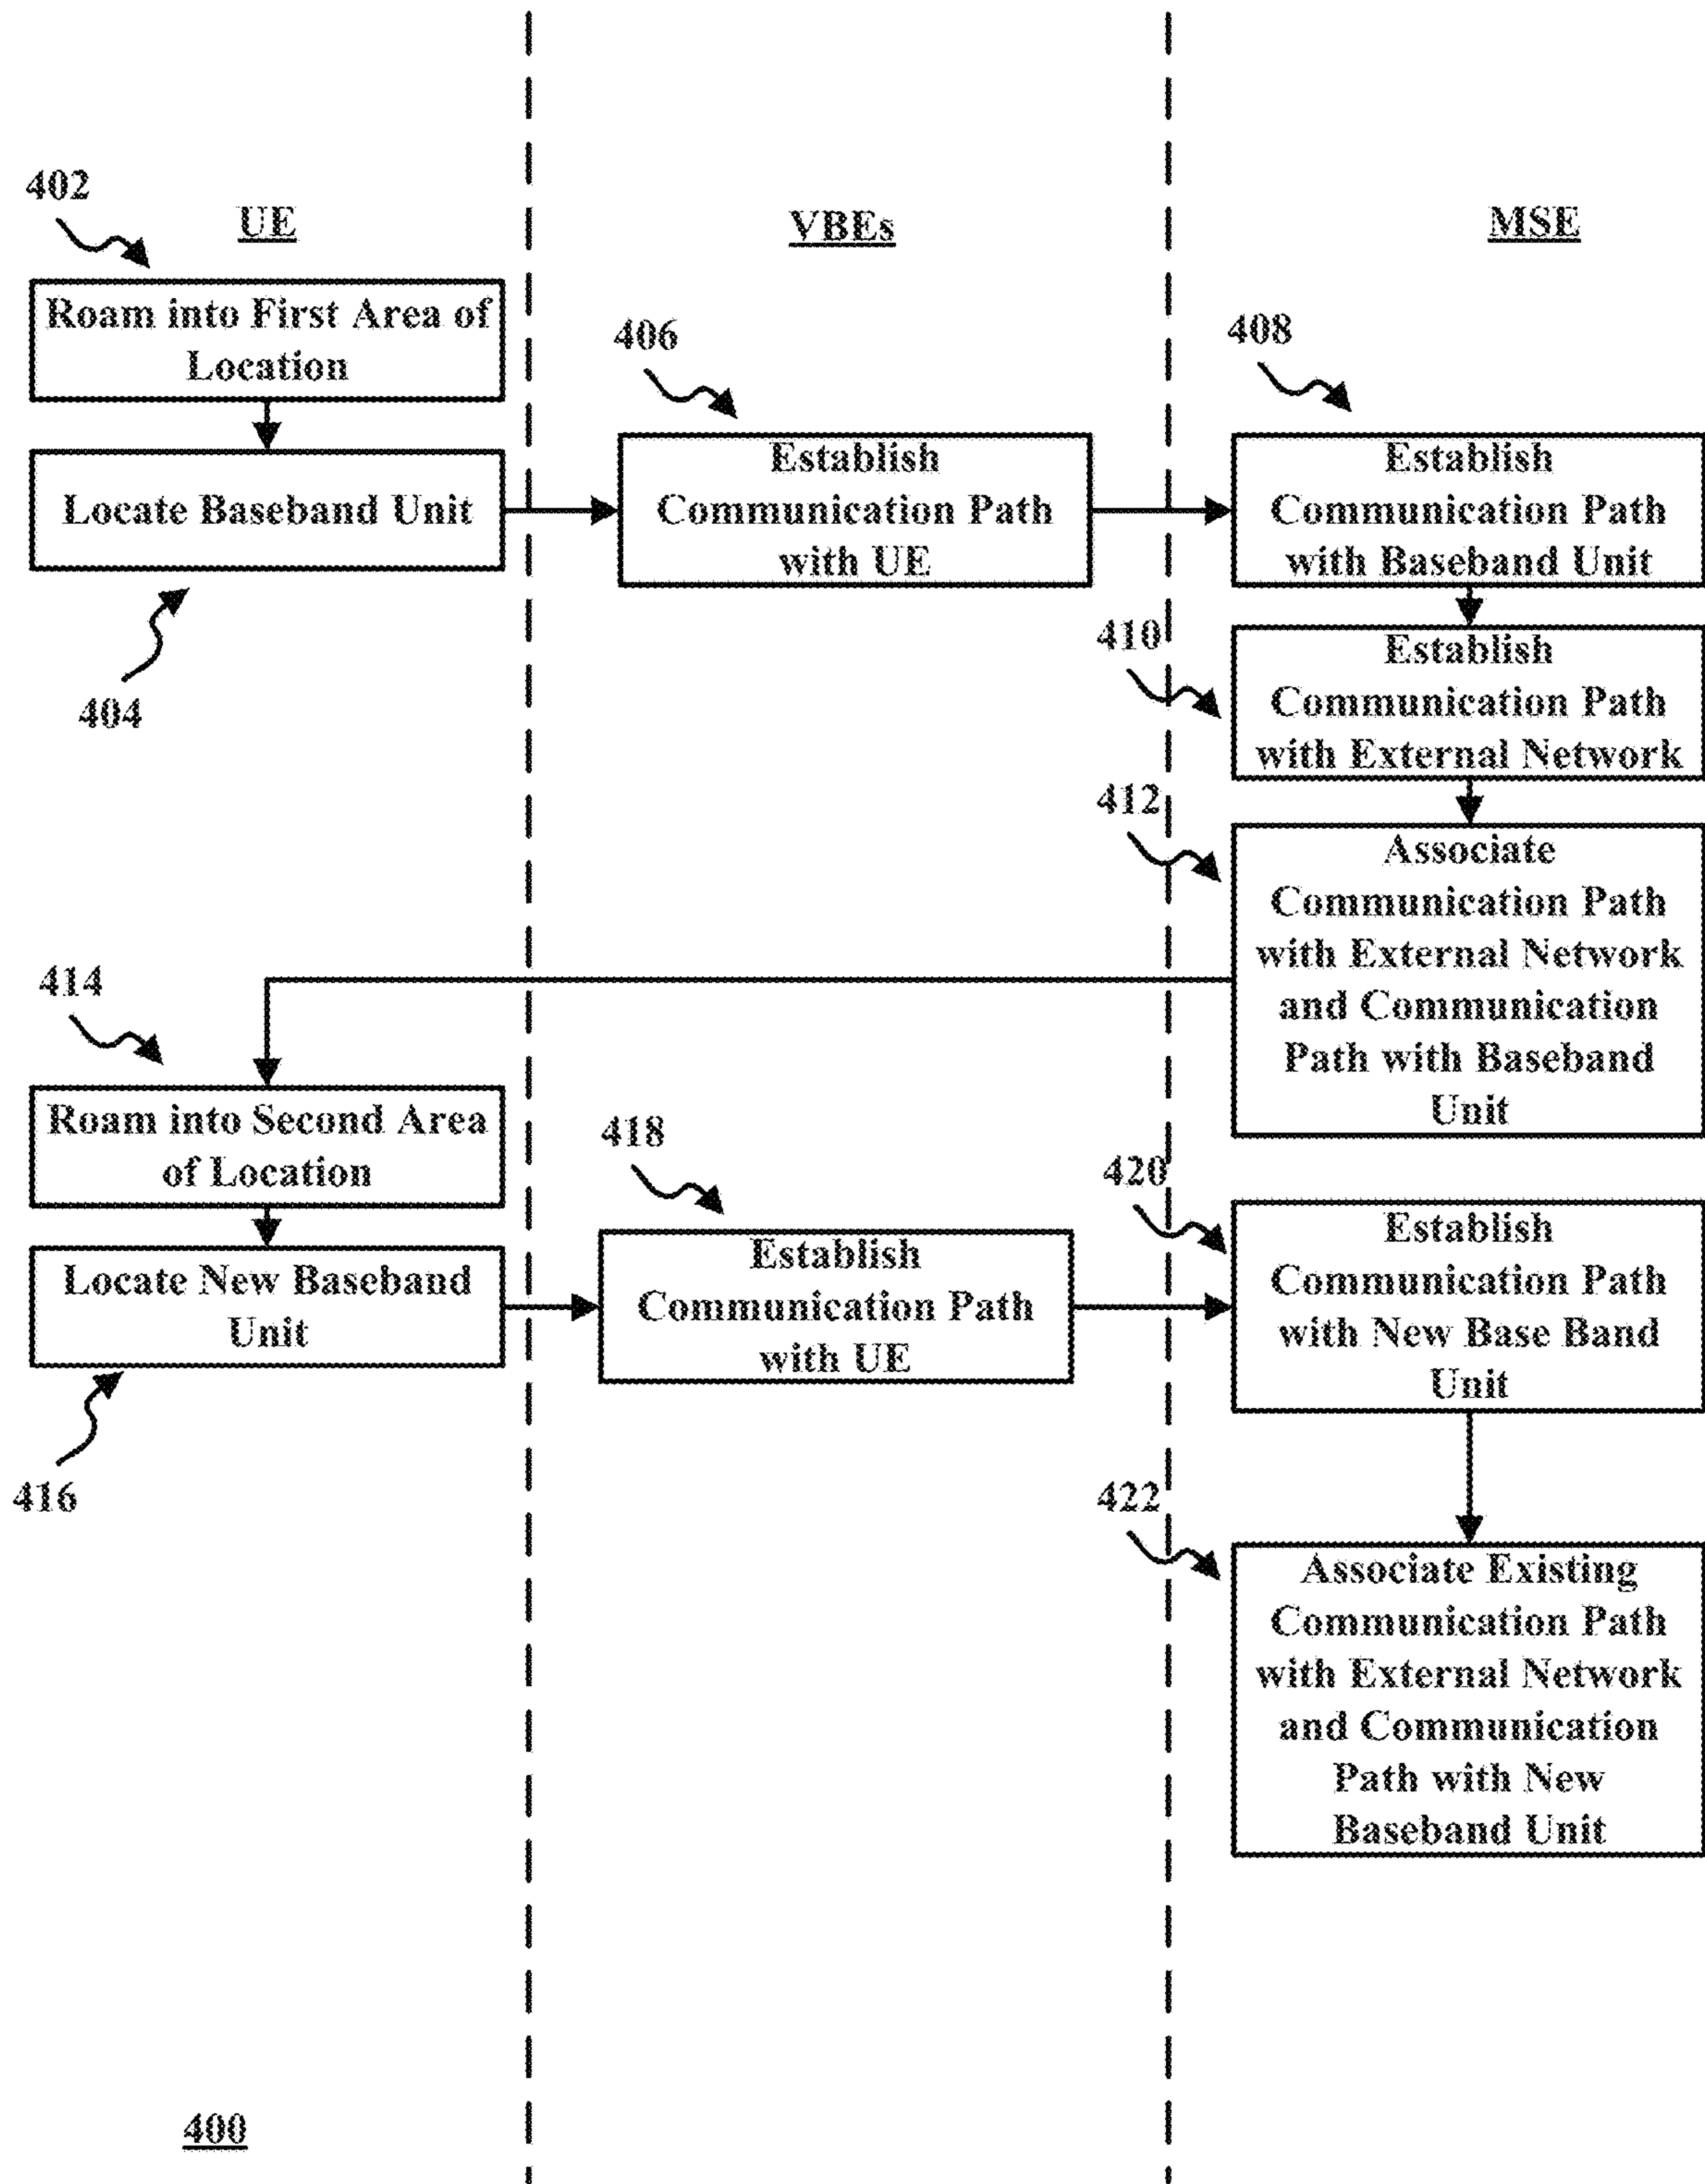 402
UE
VBEs
MSE
Roam into First Area of
Location
406
408
Locate Baseband Unit
404
Establish
Communication Path
with UE
Establish
Communication Path
with Baseband Unit
410
Establish
Communication Path
with External Network
412
Associate
Communication Path
with External Network
and Communication
Path with Baseband
Unit
414
Roam into Second Area
of Location
Locate New Baseband
Unit
416
418
Establish
Communication Path
with UE
420
Establish
Communication Path
with New Base Band
Unit
422
Associate Existing
Communication Path
with External Network
and Communication
Path with New
Baseband Unit
400